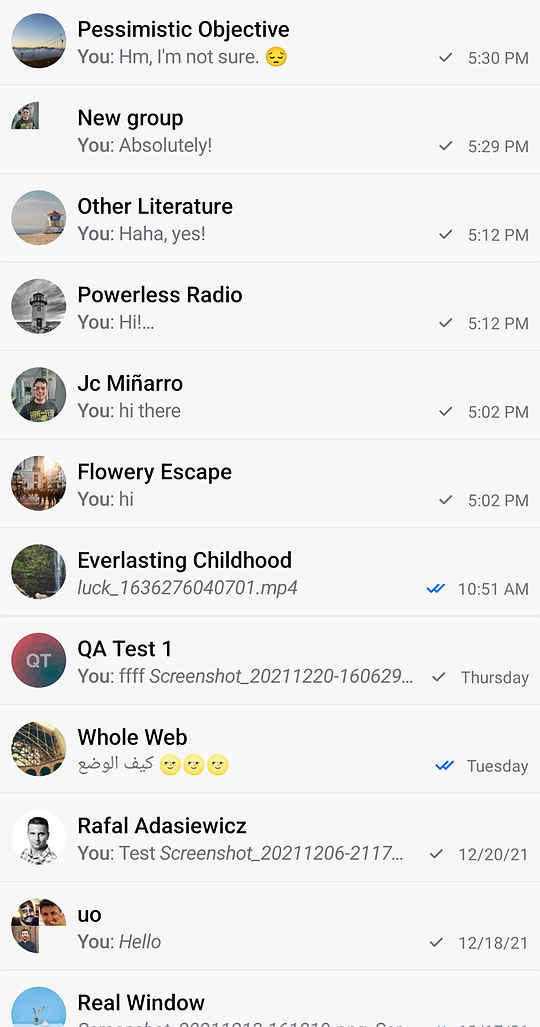 Pessimistic Objective
You: Hm, I'm not sure. 😔
5:30 PM
New group
You: Absolutely!
5:29 PM
Other Literature
You: Haha, yes!
5:12 PM
Powerless Radio
You: Hi!...
5:12 PM
Jc Miñarro
You: hi there
5:02 PM
Flowery Escape
You: hi
5:02 PM
Everlasting Childhood
luck_1636276040701.mp4
10:51 AM
QT
QA Test 1
You: ffff Screenshot_20211220-160629...
Thursday
Whole Web
كيف الوضع 🌝🌝🌝
Tuesday
Rafal Adasiewicz
You: Test Screenshot_20211206-2117...
12/20/21
uo
You: Hello
12/18/21
Real Window